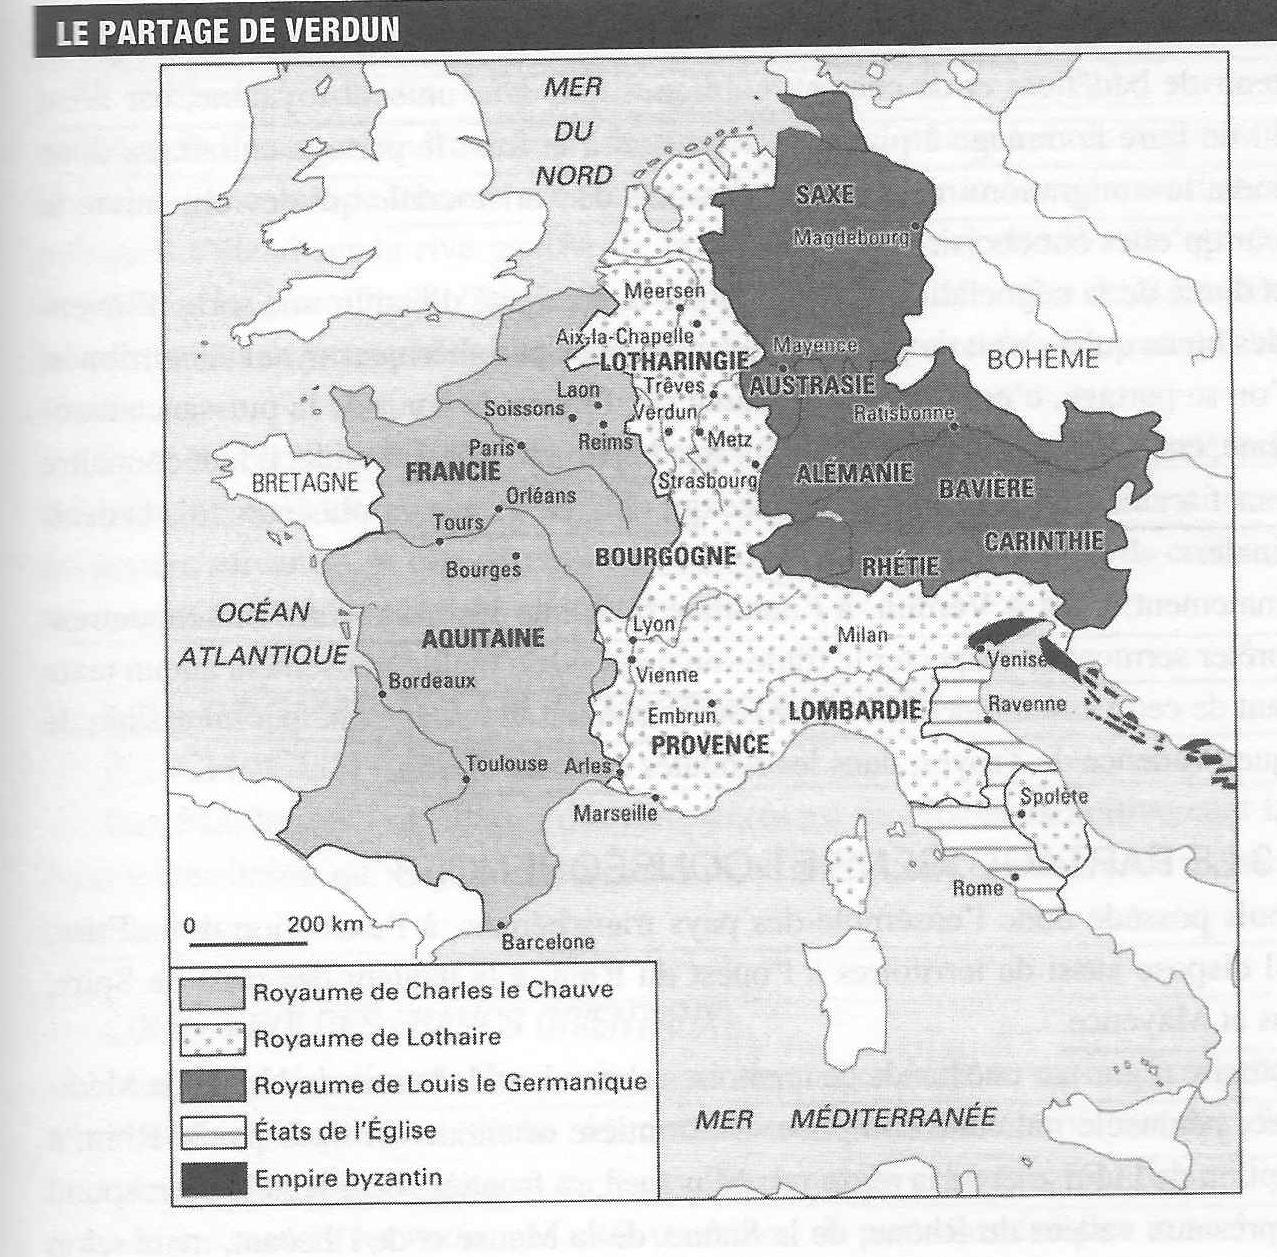 LE PARTAGE DE VERDUN
MER
DU
NORD
SAXE
Magdebourg
Meersen
Aix-la-Chapelle
LOTHARINGIE
Mayence
BOHÊME
Laon
Trêves
AUSTRASIE
Soissons
Verdun
Ratisbonne
Reims
Metz
Paris
FRANCIE
BRETAGNE
Strasbourg
ALÉMANIE
BAVIÈRE
Orléans
Tours
CARINTHIE
BOURGOGNE
RHÉTIE
Bourges
OCÉAN
ATLANTIQUE
AQUITAINE
Lyon
Milan
Venise
Vienne
Bordeaux
Embrun
LOMBARDIE
Ravenne
PROVENCE
Toulouse
Arles
Marseille
Spolète
Rome
0 200 km
Barcelone
Royaume de Charles le Chauve
Royaume de Lothaire
Royaume de Louis le Germanique
États de l'Église
Empire byzantin
MER MÉDITERRANÉE